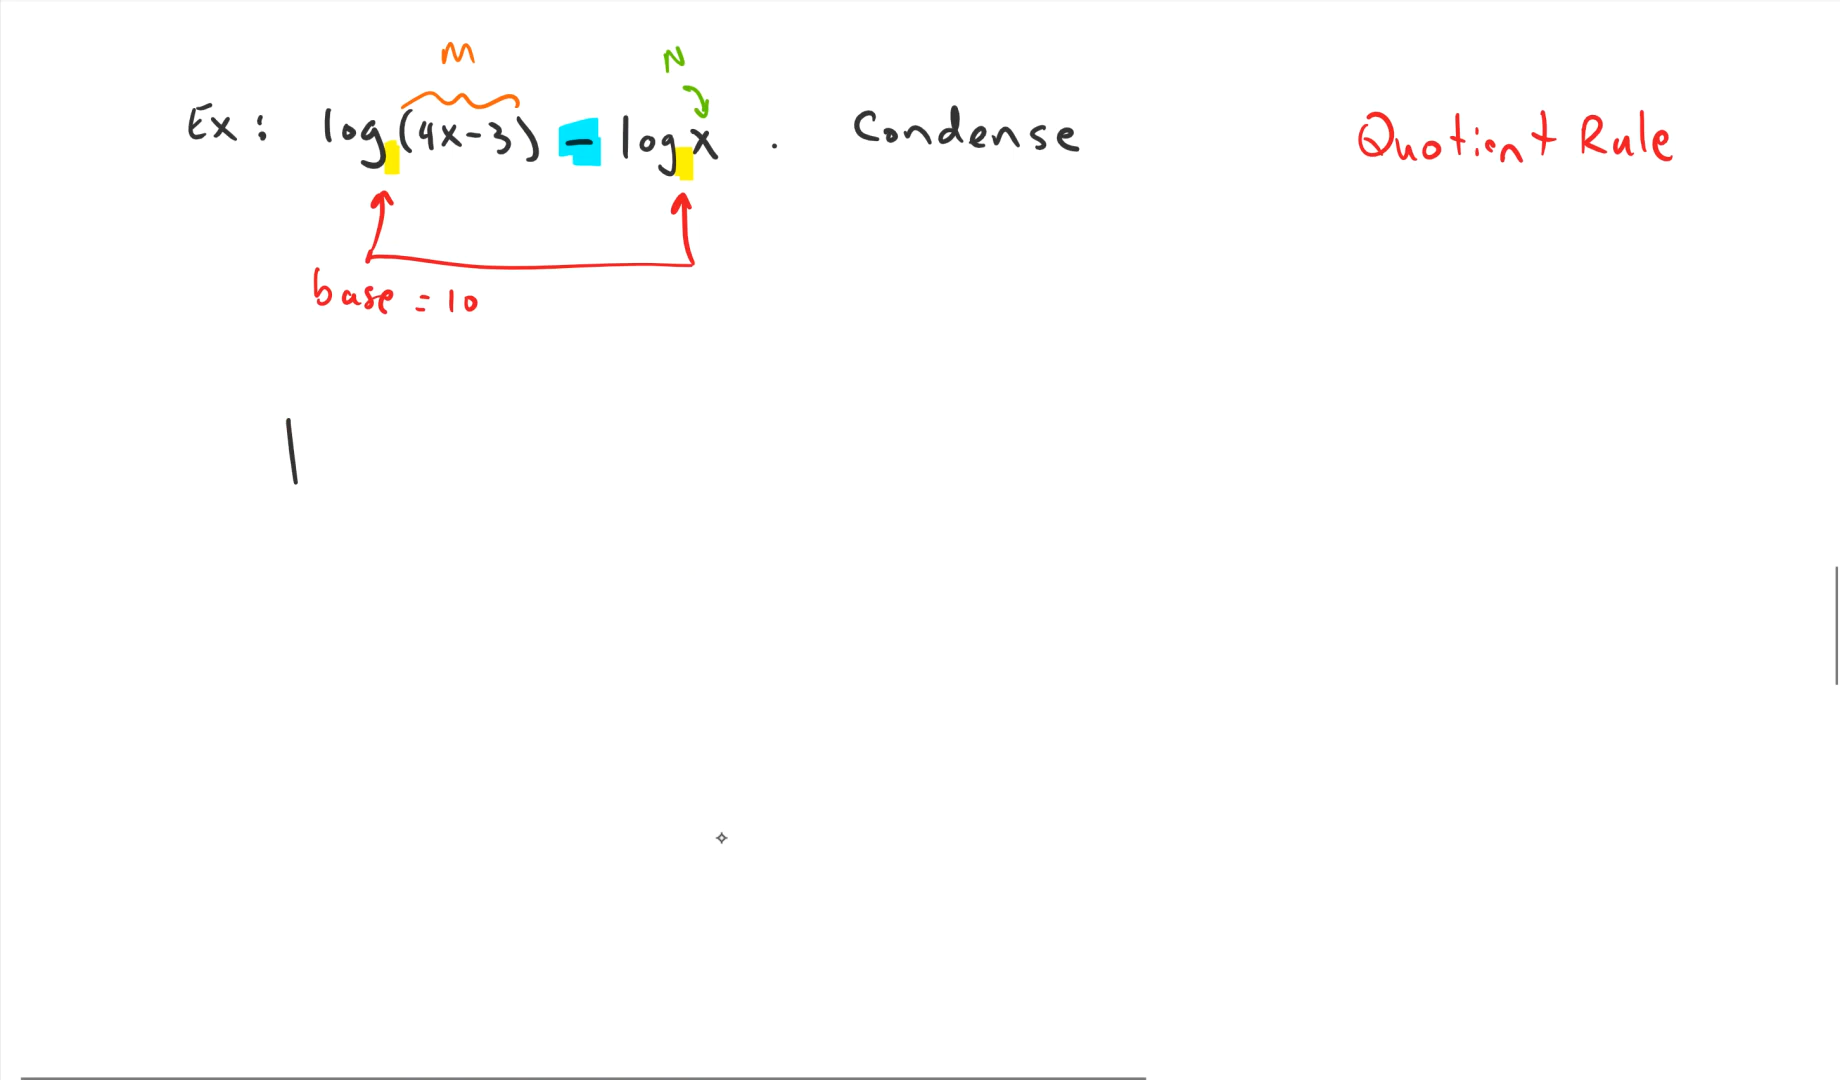 M N
Ex: log(4x-3) - log x . Condense Quotient Rule
base = 10